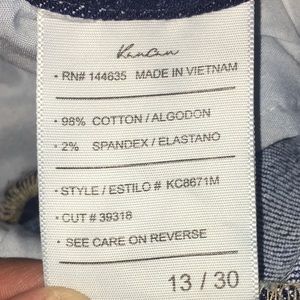 KanCan
• RN# 144635 MADE IN VIETNAM
• 98% COTTON / ALGODON
• 2% SPANDEX / ELASTANO
• STYLE / ESTILO # KC8671M
• CUT # 39318
• SEE CARE ON REVERSE
13 / 30